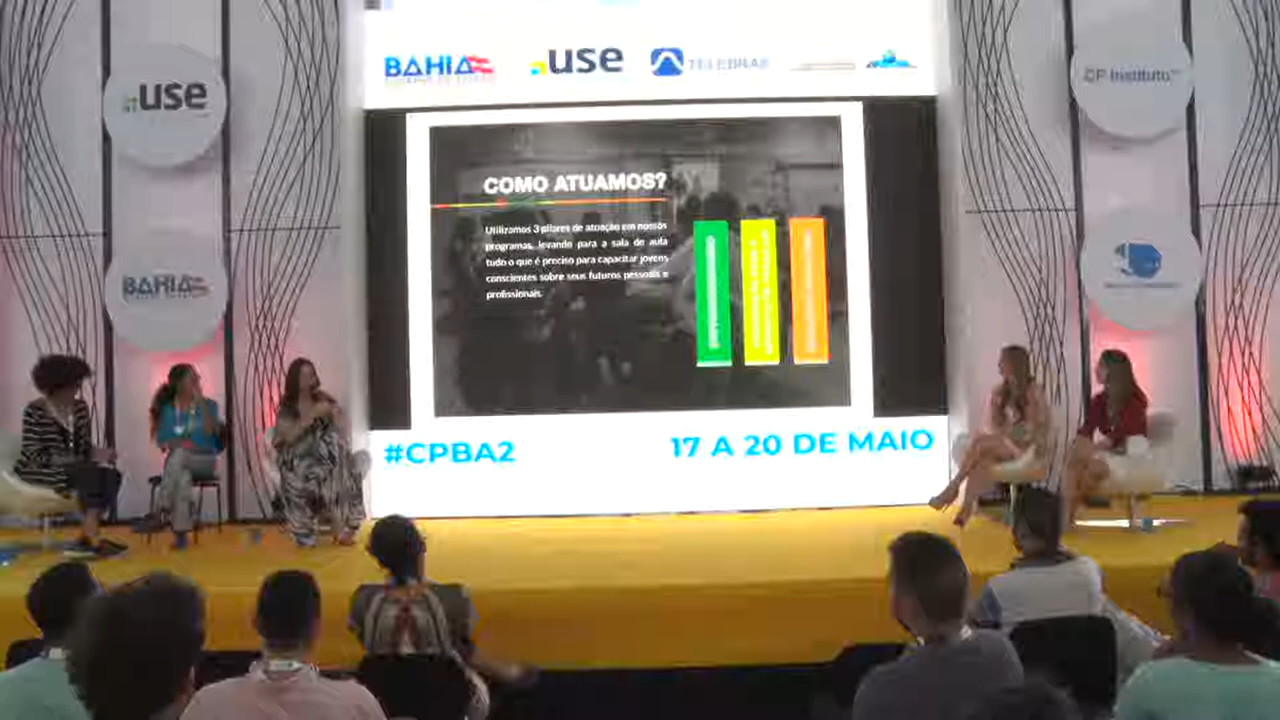 BAHIA
use
TELEBRAS
use
CP Instituto
COMO ATUAMOS?
Utilizamos 3 pilares de atuação em nossos
programas, levando para a sala de aula
tudo o que é preciso para capacitar jovens
conscientes sobre seus futuros pessoais e
profissionais.
BAHIA
#CPBA2
17 A 20 DE MAIO